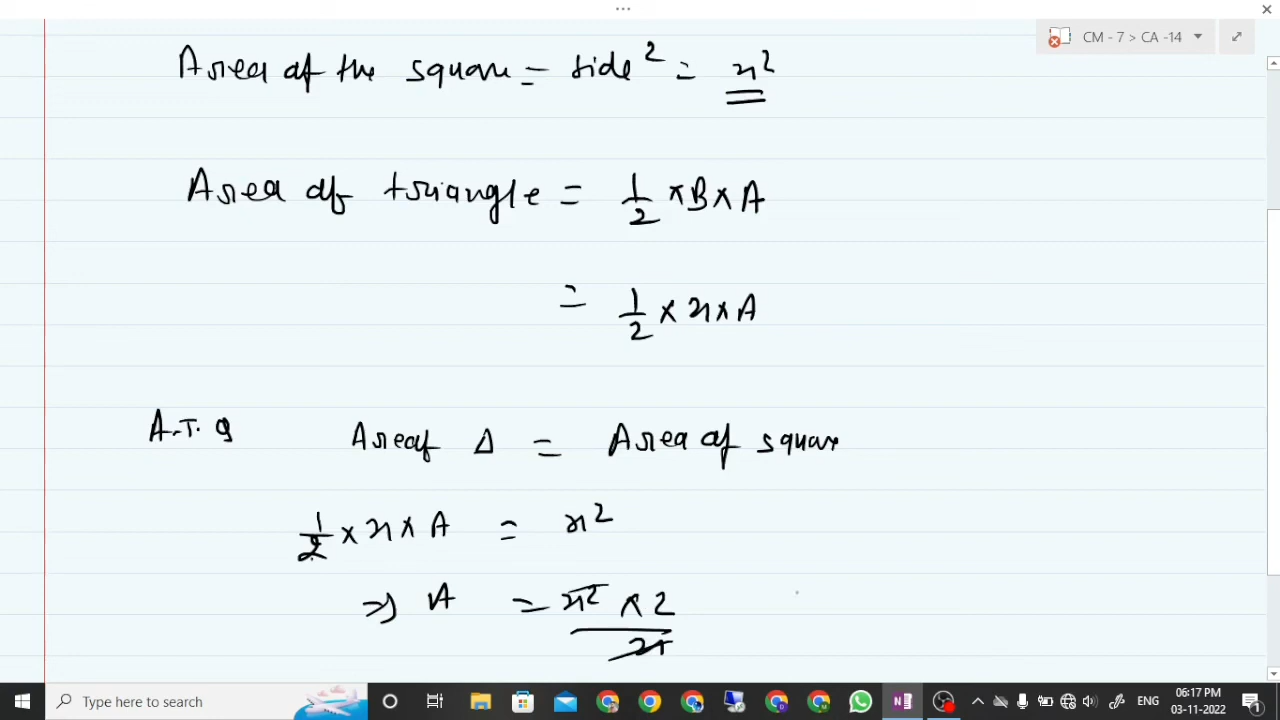 CM - 7 > CA -14
Area of the square = side² = x²
Area of triangle = 1/2 × B × A
= 1/2 × x × A
A.T.Q Area of Δ = Area of square
1/2 × x × A = x²
⇒ A = x² × 2 / x
Type here to search
ENG
06:17 PM
03-11-2022
1